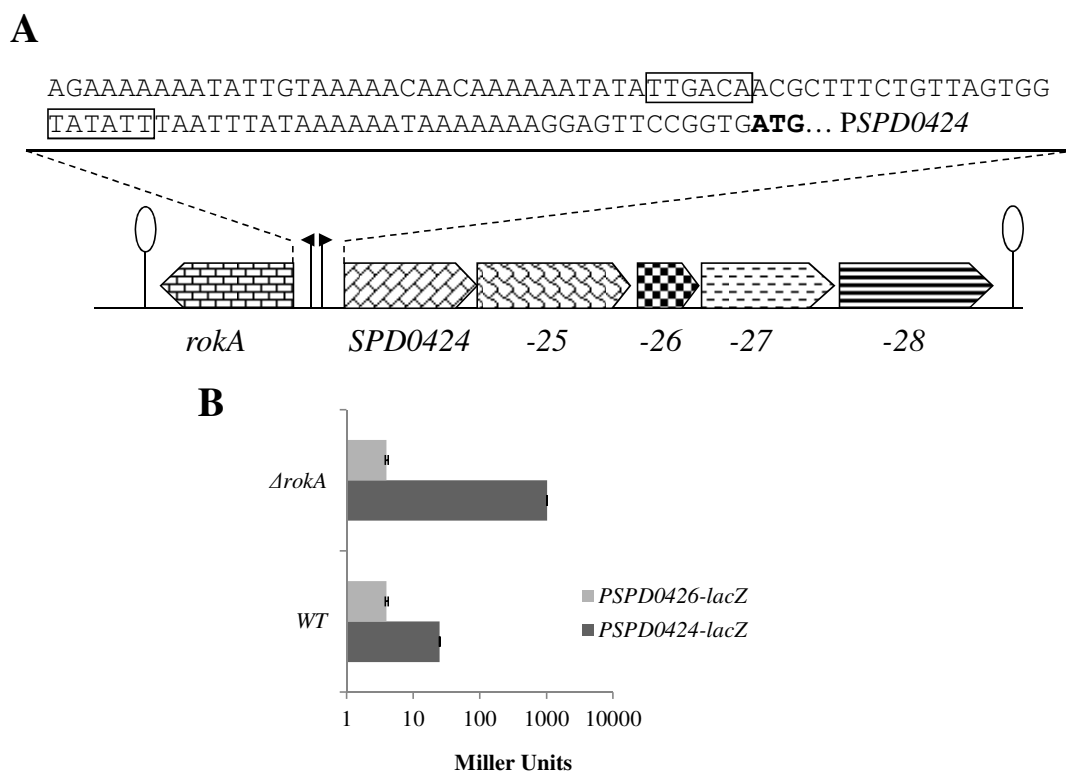 A
AGAAAAAAATATTGTAAAAACAACAAAAAATATATTGACAACGCTTTCTGTTAGTGG
TATATTTAATTTATAAAAAATAAAAAAAGGAGTTCCGGTGATG... PSPD0424
rokA SPD0424 -25 -26 -27 -28
B
ΔrokA
WT
PSPD0426-lacZ
PSPD0424-lacZ
1 10 100 1000 10000
Miller Units